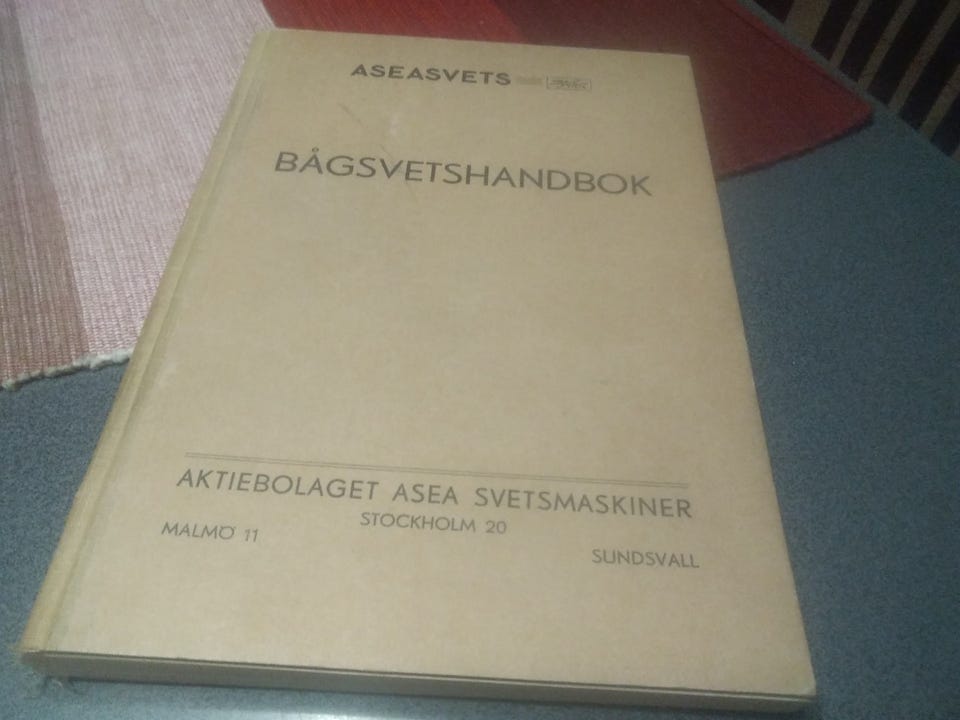 ASEASVETS
BÅGSVETSHANDBOK
AKTIEBOLAGET ASEA SVETSMASKINER
MALMÖ 11 STOCKHOLM 20 SUNDSVALL